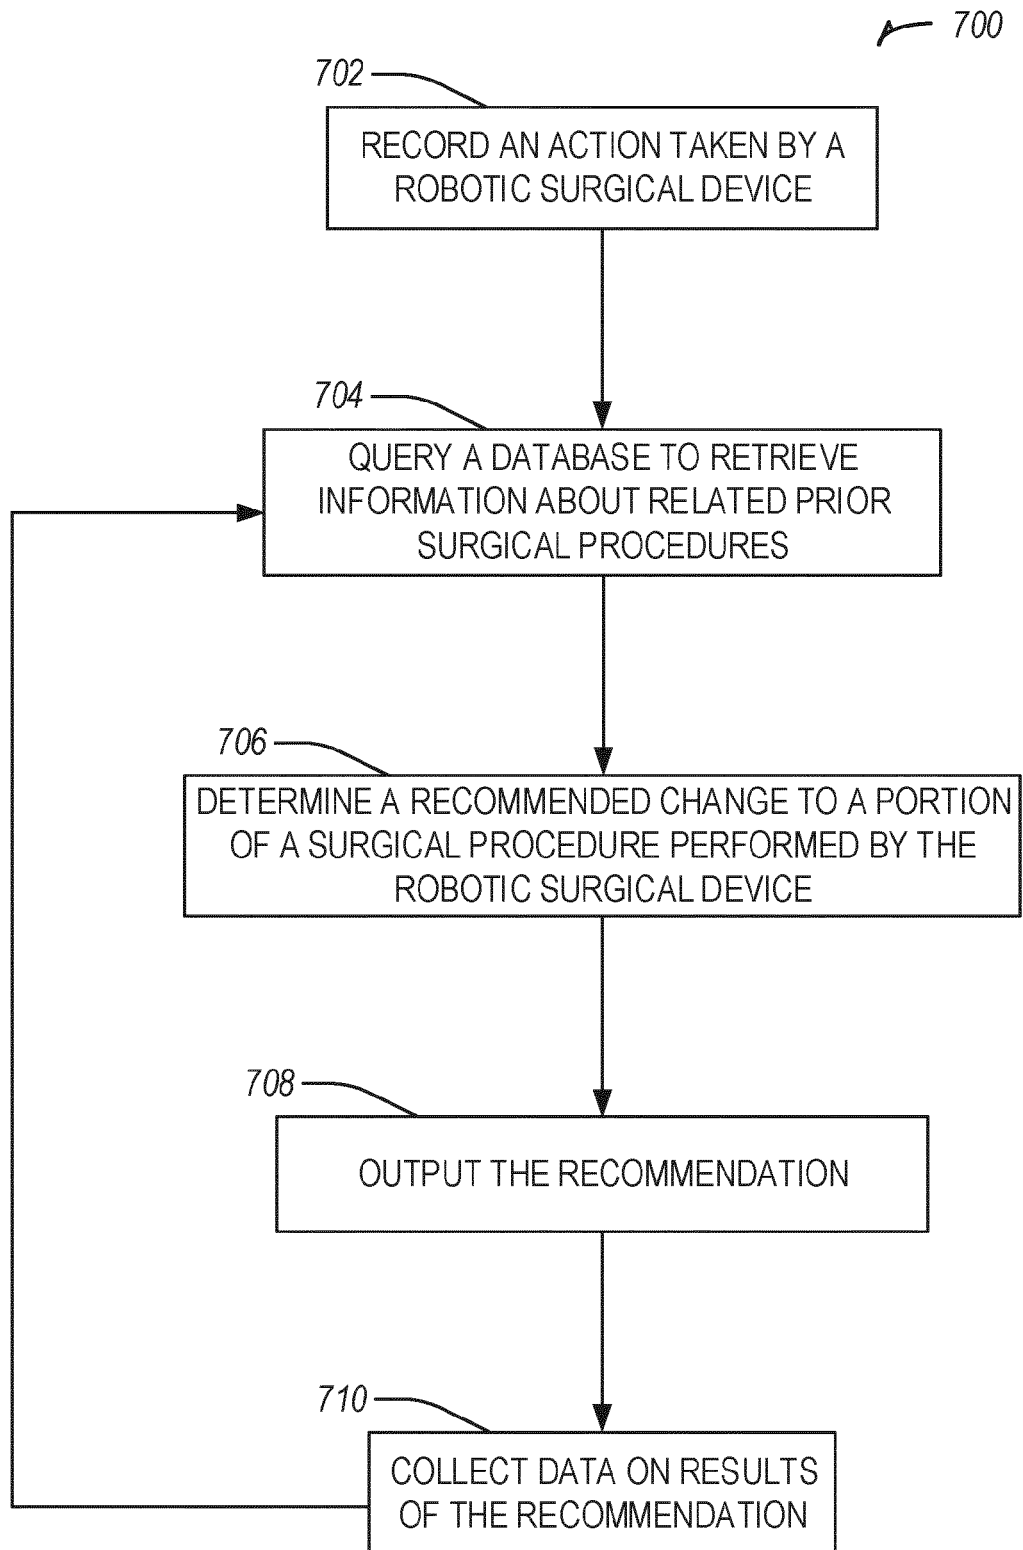 700
702
RECORD AN ACTION TAKEN BY A
ROBOTIC SURGICAL DEVICE
704
QUERY A DATABASE TO RETRIEVE
INFORMATION ABOUT RELATED PRIOR
SURGICAL PROCEDURES
706
DETERMINE A RECOMMENDED CHANGE TO A PORTION
OF A SURGICAL PROCEDURE PERFORMED BY THE
ROBOTIC SURGICAL DEVICE
708
OUTPUT THE RECOMMENDATION
710
COLLECT DATA ON RESULTS
OF THE RECOMMENDATION